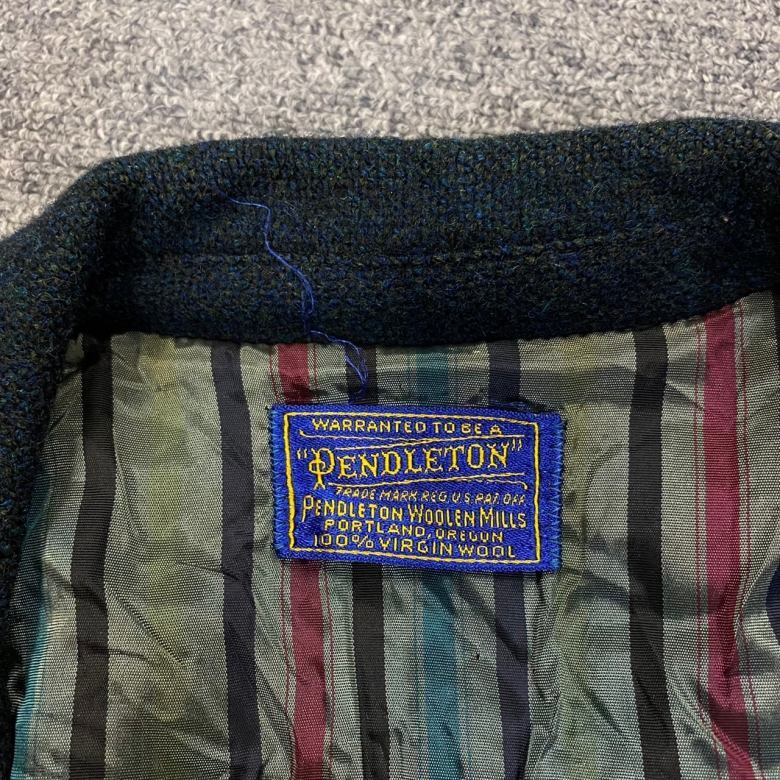 WARRANTED TO BE A
"PENDLETON"
TRADE MARK REG. U.S. PAT. OFF.
PENDLETON WOOLEN MILLS
PORTLAND, OREGON
100% VIRGIN WOOL